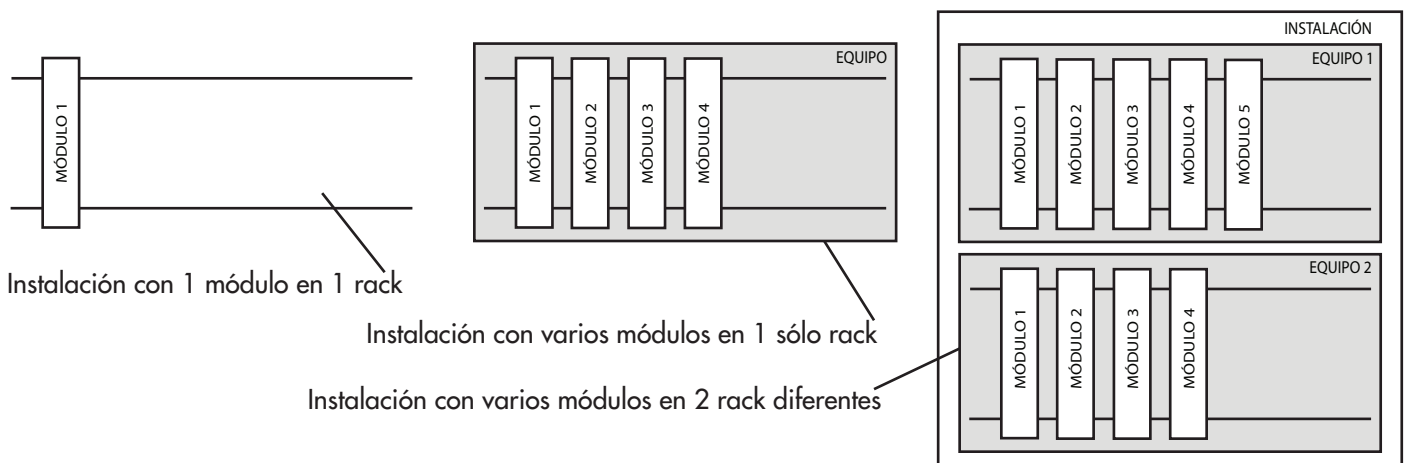 MÓDULO 1
Instalación con 1 módulo en 1 rack
EQUIPO
MÓDULO 1
MÓDULO 2
MÓDULO 3
MÓDULO 4
Instalación con varios módulos en 1 sólo rack
INSTALACIÓN
EQUIPO 1
MÓDULO 1
MÓDULO 2
MÓDULO 3
MÓDULO 4
MÓDULO 5
EQUIPO 2
MÓDULO 1
MÓDULO 2
MÓDULO 3
MÓDULO 4
Instalación con varios módulos en 2 rack diferentes